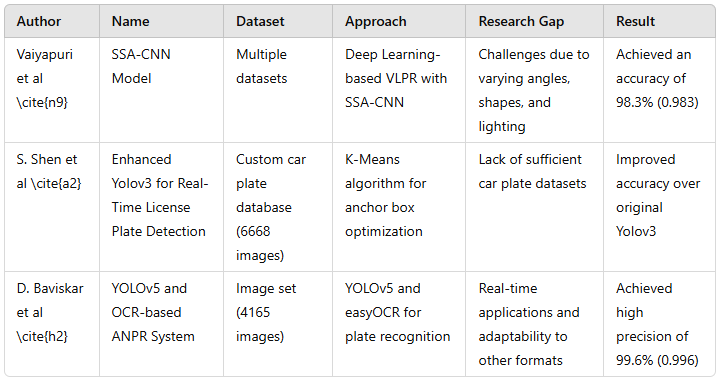 Author Name Dataset Approach Research Gap Result
Vaiyapuri SSA-CNN Multiple Deep Learning- Challenges due to Achieved an
et al Model datasets based VLPR with varying angles, accuracy of
\cite{n9} SSA-CNN shapes, and 98.3% (0.983)
lighting
S. Shen et Enhanced Custom car K-Means Lack of sufficient Improved
al \cite{a2} Yolov3 for Real- plate algorithm for car plate datasets accuracy over
Time License database anchor box original
Plate Detection (6668 optimization Yolov3
images)
D. Baviskar YOLOv5 and Image set YOLOv5 and Real-time Achieved
et al OCR-based (4165 easyOCR for applications and high
\cite{h2} ANPR System images) plate recognition adaptability to precision of
other formats 99.6% (0.996)